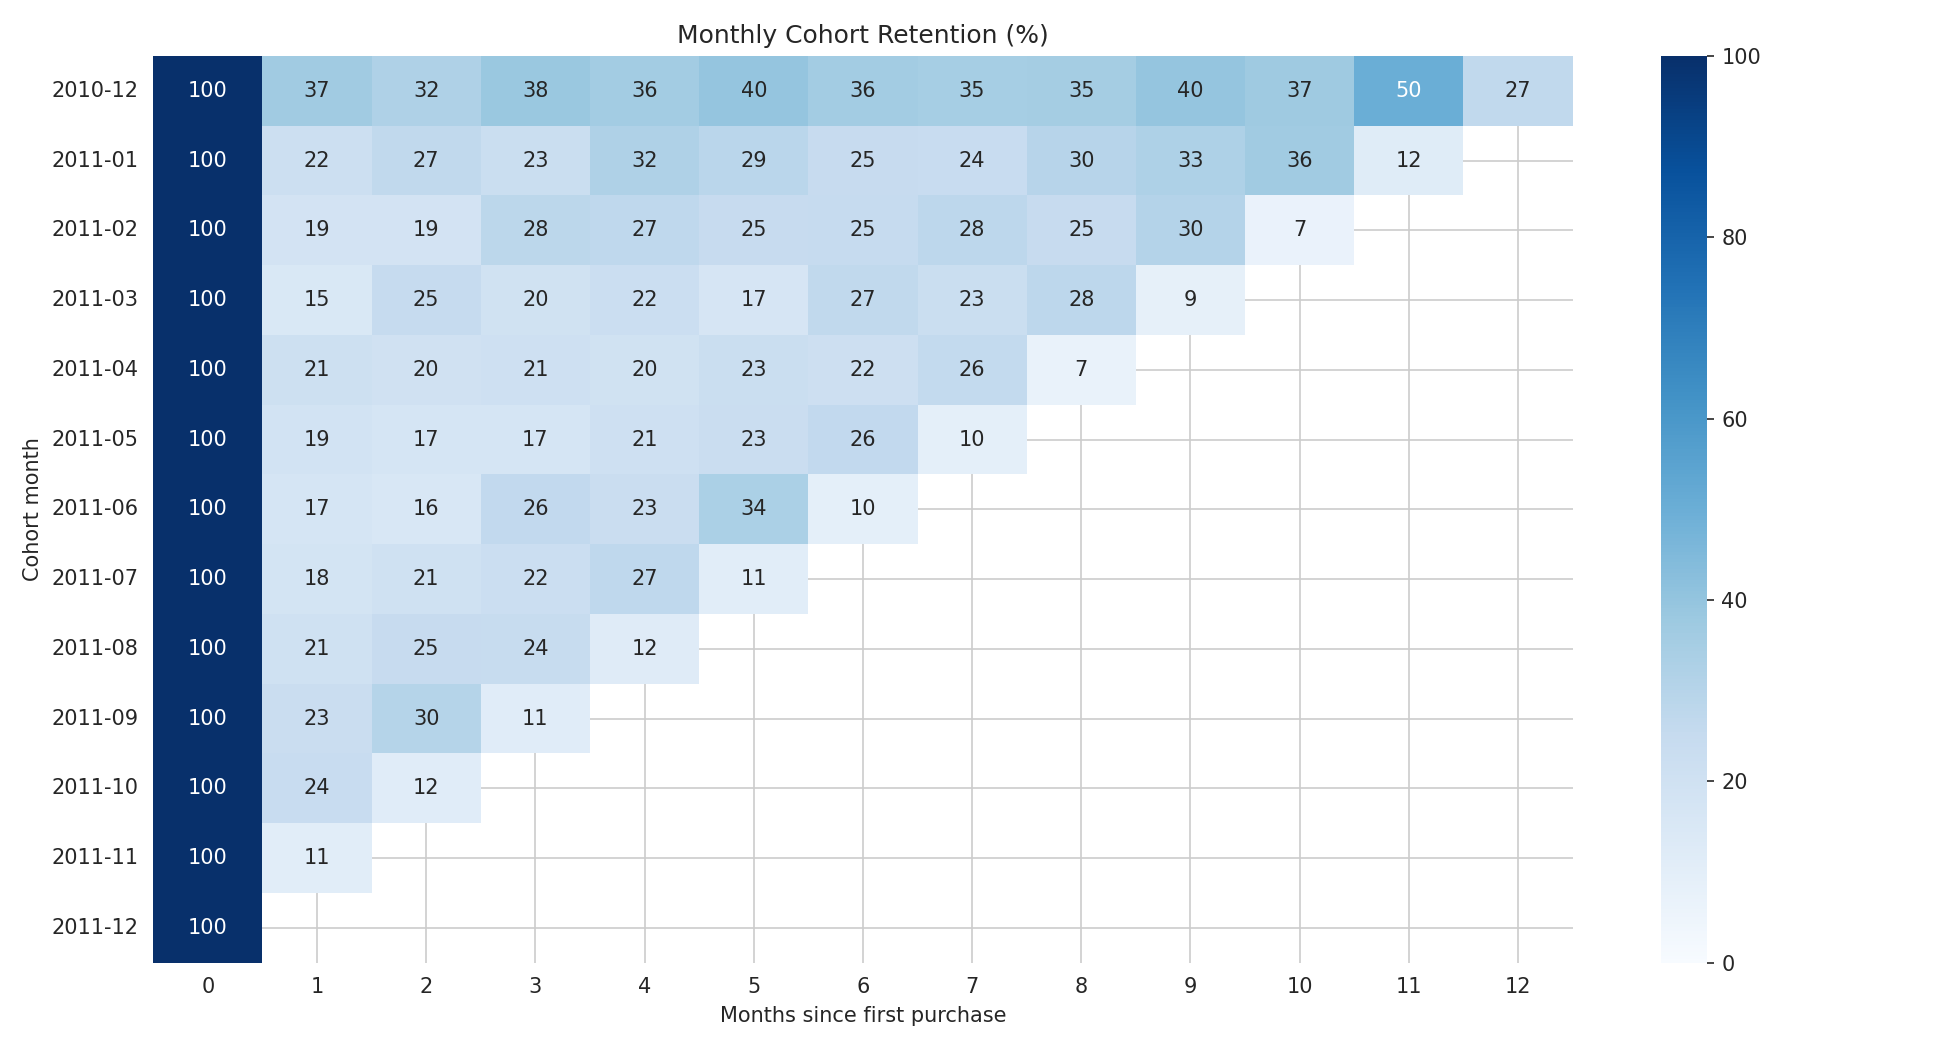 Monthly Cohort Retention (%)
2010-12 100 37 32 38 36 40 36 35 35 40 37 50 27
2011-01 100 22 27 23 32 29 25 24 30 33 36 12
2011-02 100 19 19 28 27 25 25 28 25 30 7
2011-03 100 15 25 20 22 17 27 23 28 9
2011-04 100 21 20 21 20 23 22 26 7
2011-05 100 19 17 17 21 23 26 10
2011-06 100 17 16 26 23 34 10
2011-07 100 18 21 22 27 11
2011-08 100 21 25 24 12
2011-09 100 23 30 11
2011-10 100 24 12
2011-11 100 11
2011-12 100
0 1 2 3 4 5 6 7 8 9 10 11 12
Months since first purchase
Cohort month
100
80
60
40
20
0